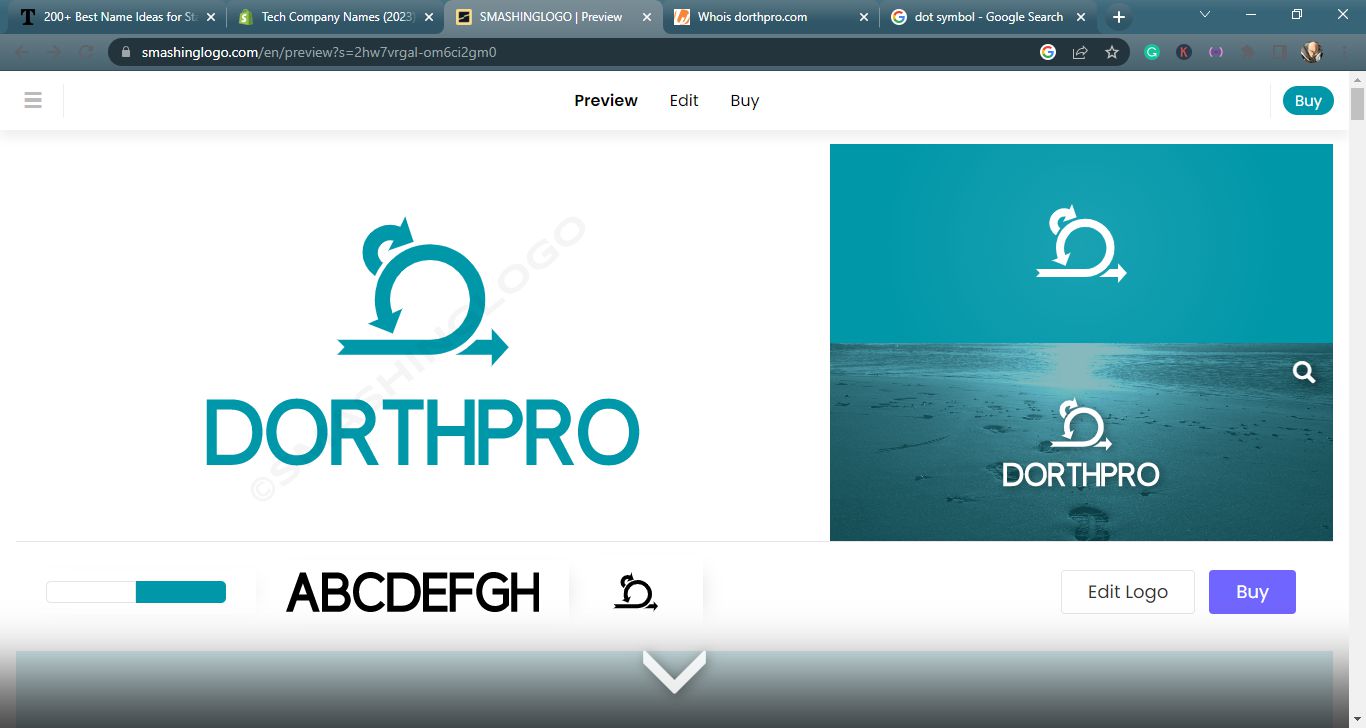 200+ Best Name Ideas for Sta
Tech Company Names (2023)
SMASHINGLOGO | Preview
Whois dorthpro.com
dot symbol - Google Search
smashinglogo.com/en/preview?s=2hw7vrgal-om6ci2gm0
Preview
Edit
Buy
Buy
©SMASHINGLOGO
DORTHPRO
DORTHPRO
ABCDEFGH
Edit Logo
Buy